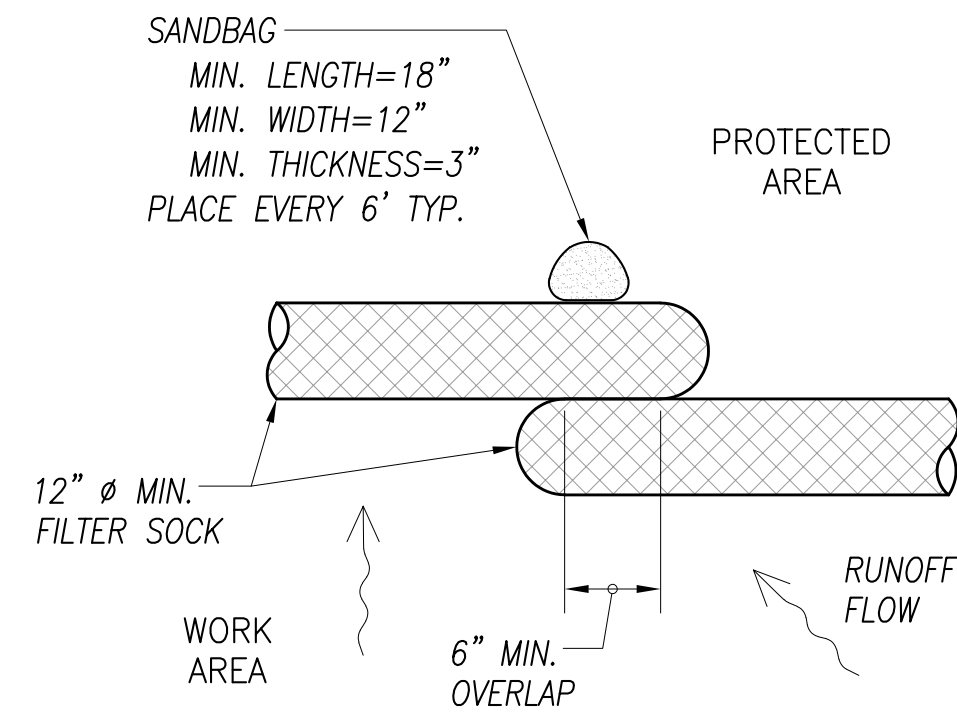 SANDBAG
MIN. LENGTH=18"
MIN. WIDTH=12"
MIN. THICKNESS=3"
PLACE EVERY 6' TYP.
PROTECTED
AREA
12" ø MIN.
FILTER SOCK
WORK
AREA
6" MIN.
OVERLAP
RUNOFF
FLOW